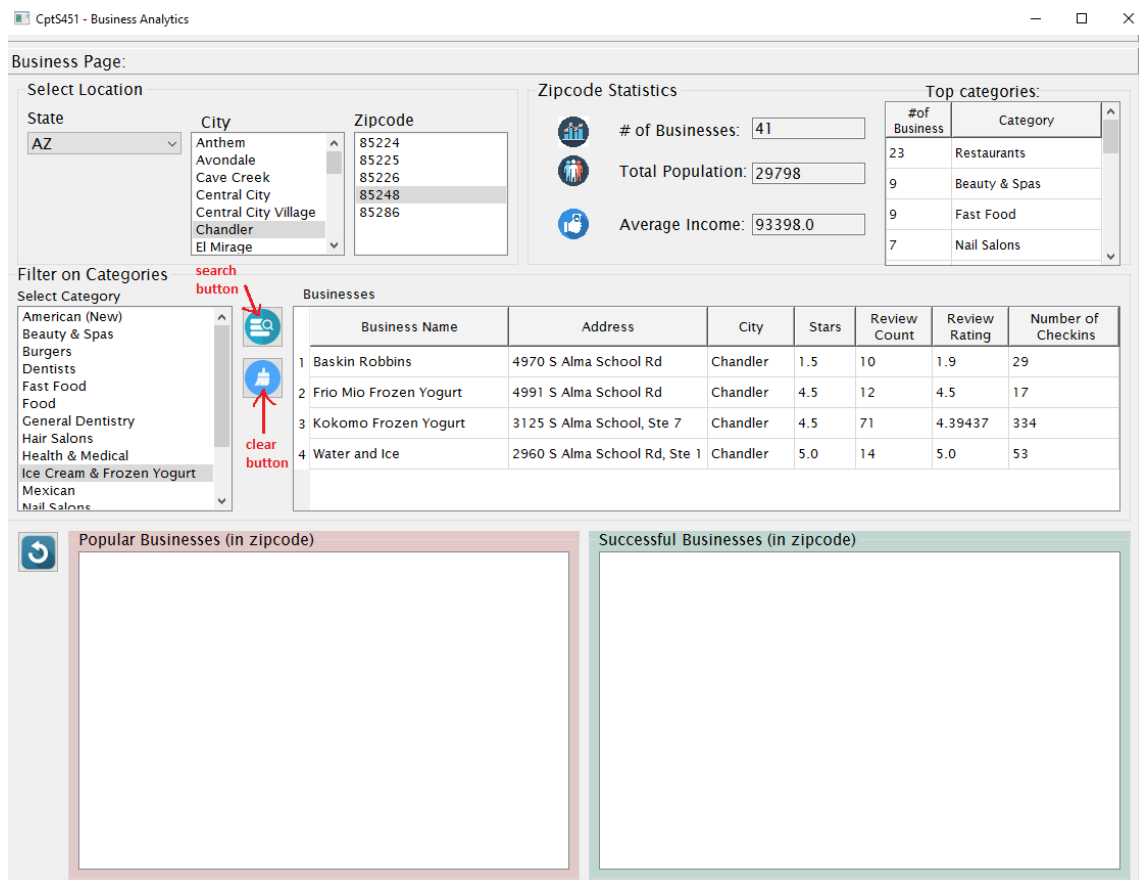 CptS451 - Business Analytics
Business Page:
Select Location
State
AZ
City
Anthem
Avondale
Cave Creek
Central City
Central City Village
Chandler
El Mirage
Zipcode
85224
85225
85226
85248
85286
Zipcode Statistics
# of Businesses: 41
Total Population: 29798
Average Income: 93398.0
Top categories:
#of Business Category
23 Restaurants
9 Beauty & Spas
9 Fast Food
7 Nail Salons
Filter on Categories
Select Category
American (New)
Beauty & Spas
Burgers
Dentists
Fast Food
Food
General Dentistry
Hair Salons
Health & Medical
Ice Cream & Frozen Yogurt
Mexican
Nail Salons
search
button
clear
button
Businesses
Business Name Address City Stars Review Count Review Rating Number of Checkins
1 Baskin Robbins 4970 S Alma School Rd Chandler 1.5 10 1.9 29
2 Frio Mio Frozen Yogurt 4991 S Alma School Rd Chandler 4.5 12 4.5 17
3 Kokomo Frozen Yogurt 3125 S Alma School, Ste 7 Chandler 4.5 71 4.39437 334
4 Water and Ice 2960 S Alma School Rd, Ste 1 Chandler 5.0 14 5.0 53
Popular Businesses (in zipcode)
Successful Businesses (in zipcode)